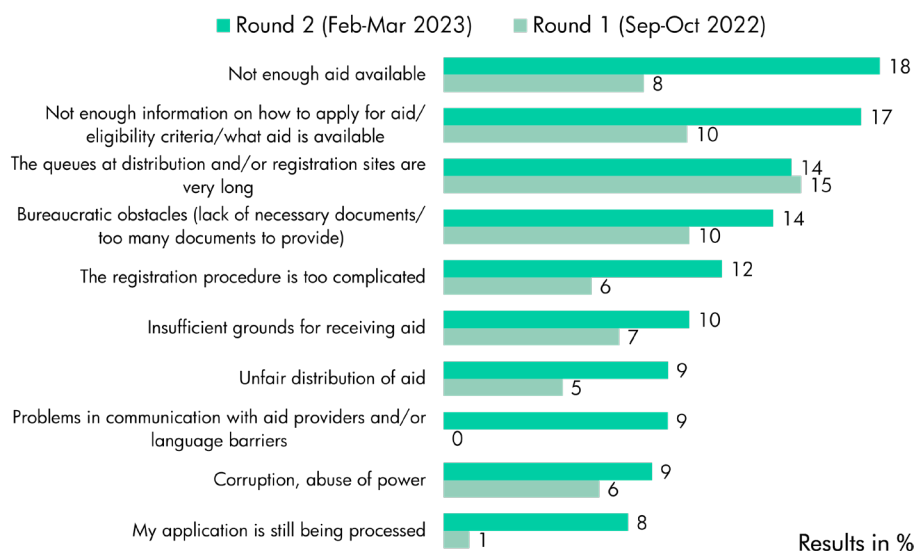 Round 2 (Feb-Mar 2023) Round 1 (Sep-Oct 2022)
Not enough aid available
18
8
Not enough information on how to apply for aid/
eligibility criteria/what aid is available
17
10
The queues at distribution and/or registration sites are
very long
14
15
Bureaucratic obstacles (lack of necessary documents/
too many documents to provide)
14
10
The registration procedure is too complicated
12
6
Insufficient grounds for receiving aid
10
7
Unfair distribution of aid
9
5
Problems in communication with aid providers and/or
language barriers
9
0
Corruption, abuse of power
9
6
My application is still being processed
8
1
Results in %